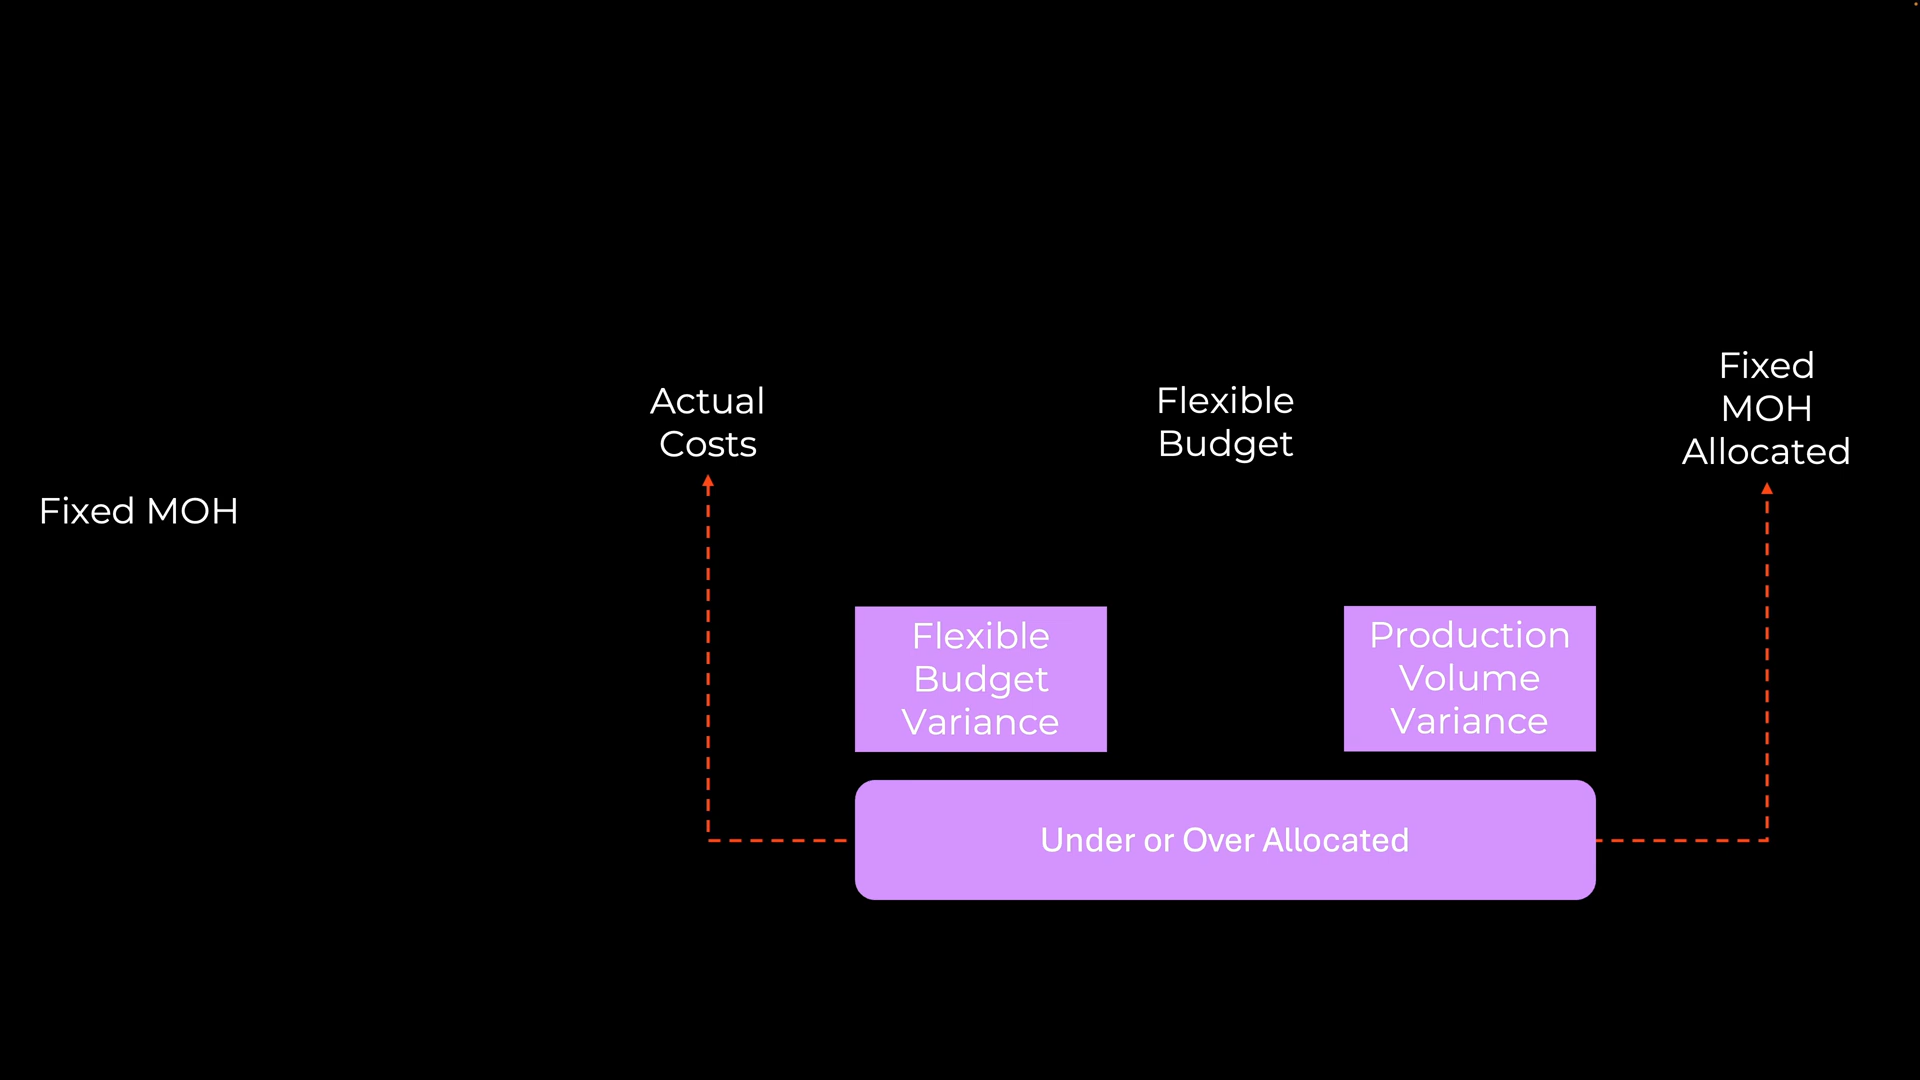 Fixed MOH
Actual
Costs
Flexible
Budget
Fixed
MOH
Allocated
Flexible
Budget
Variance
Production
Volume
Variance
Under or Over Allocated